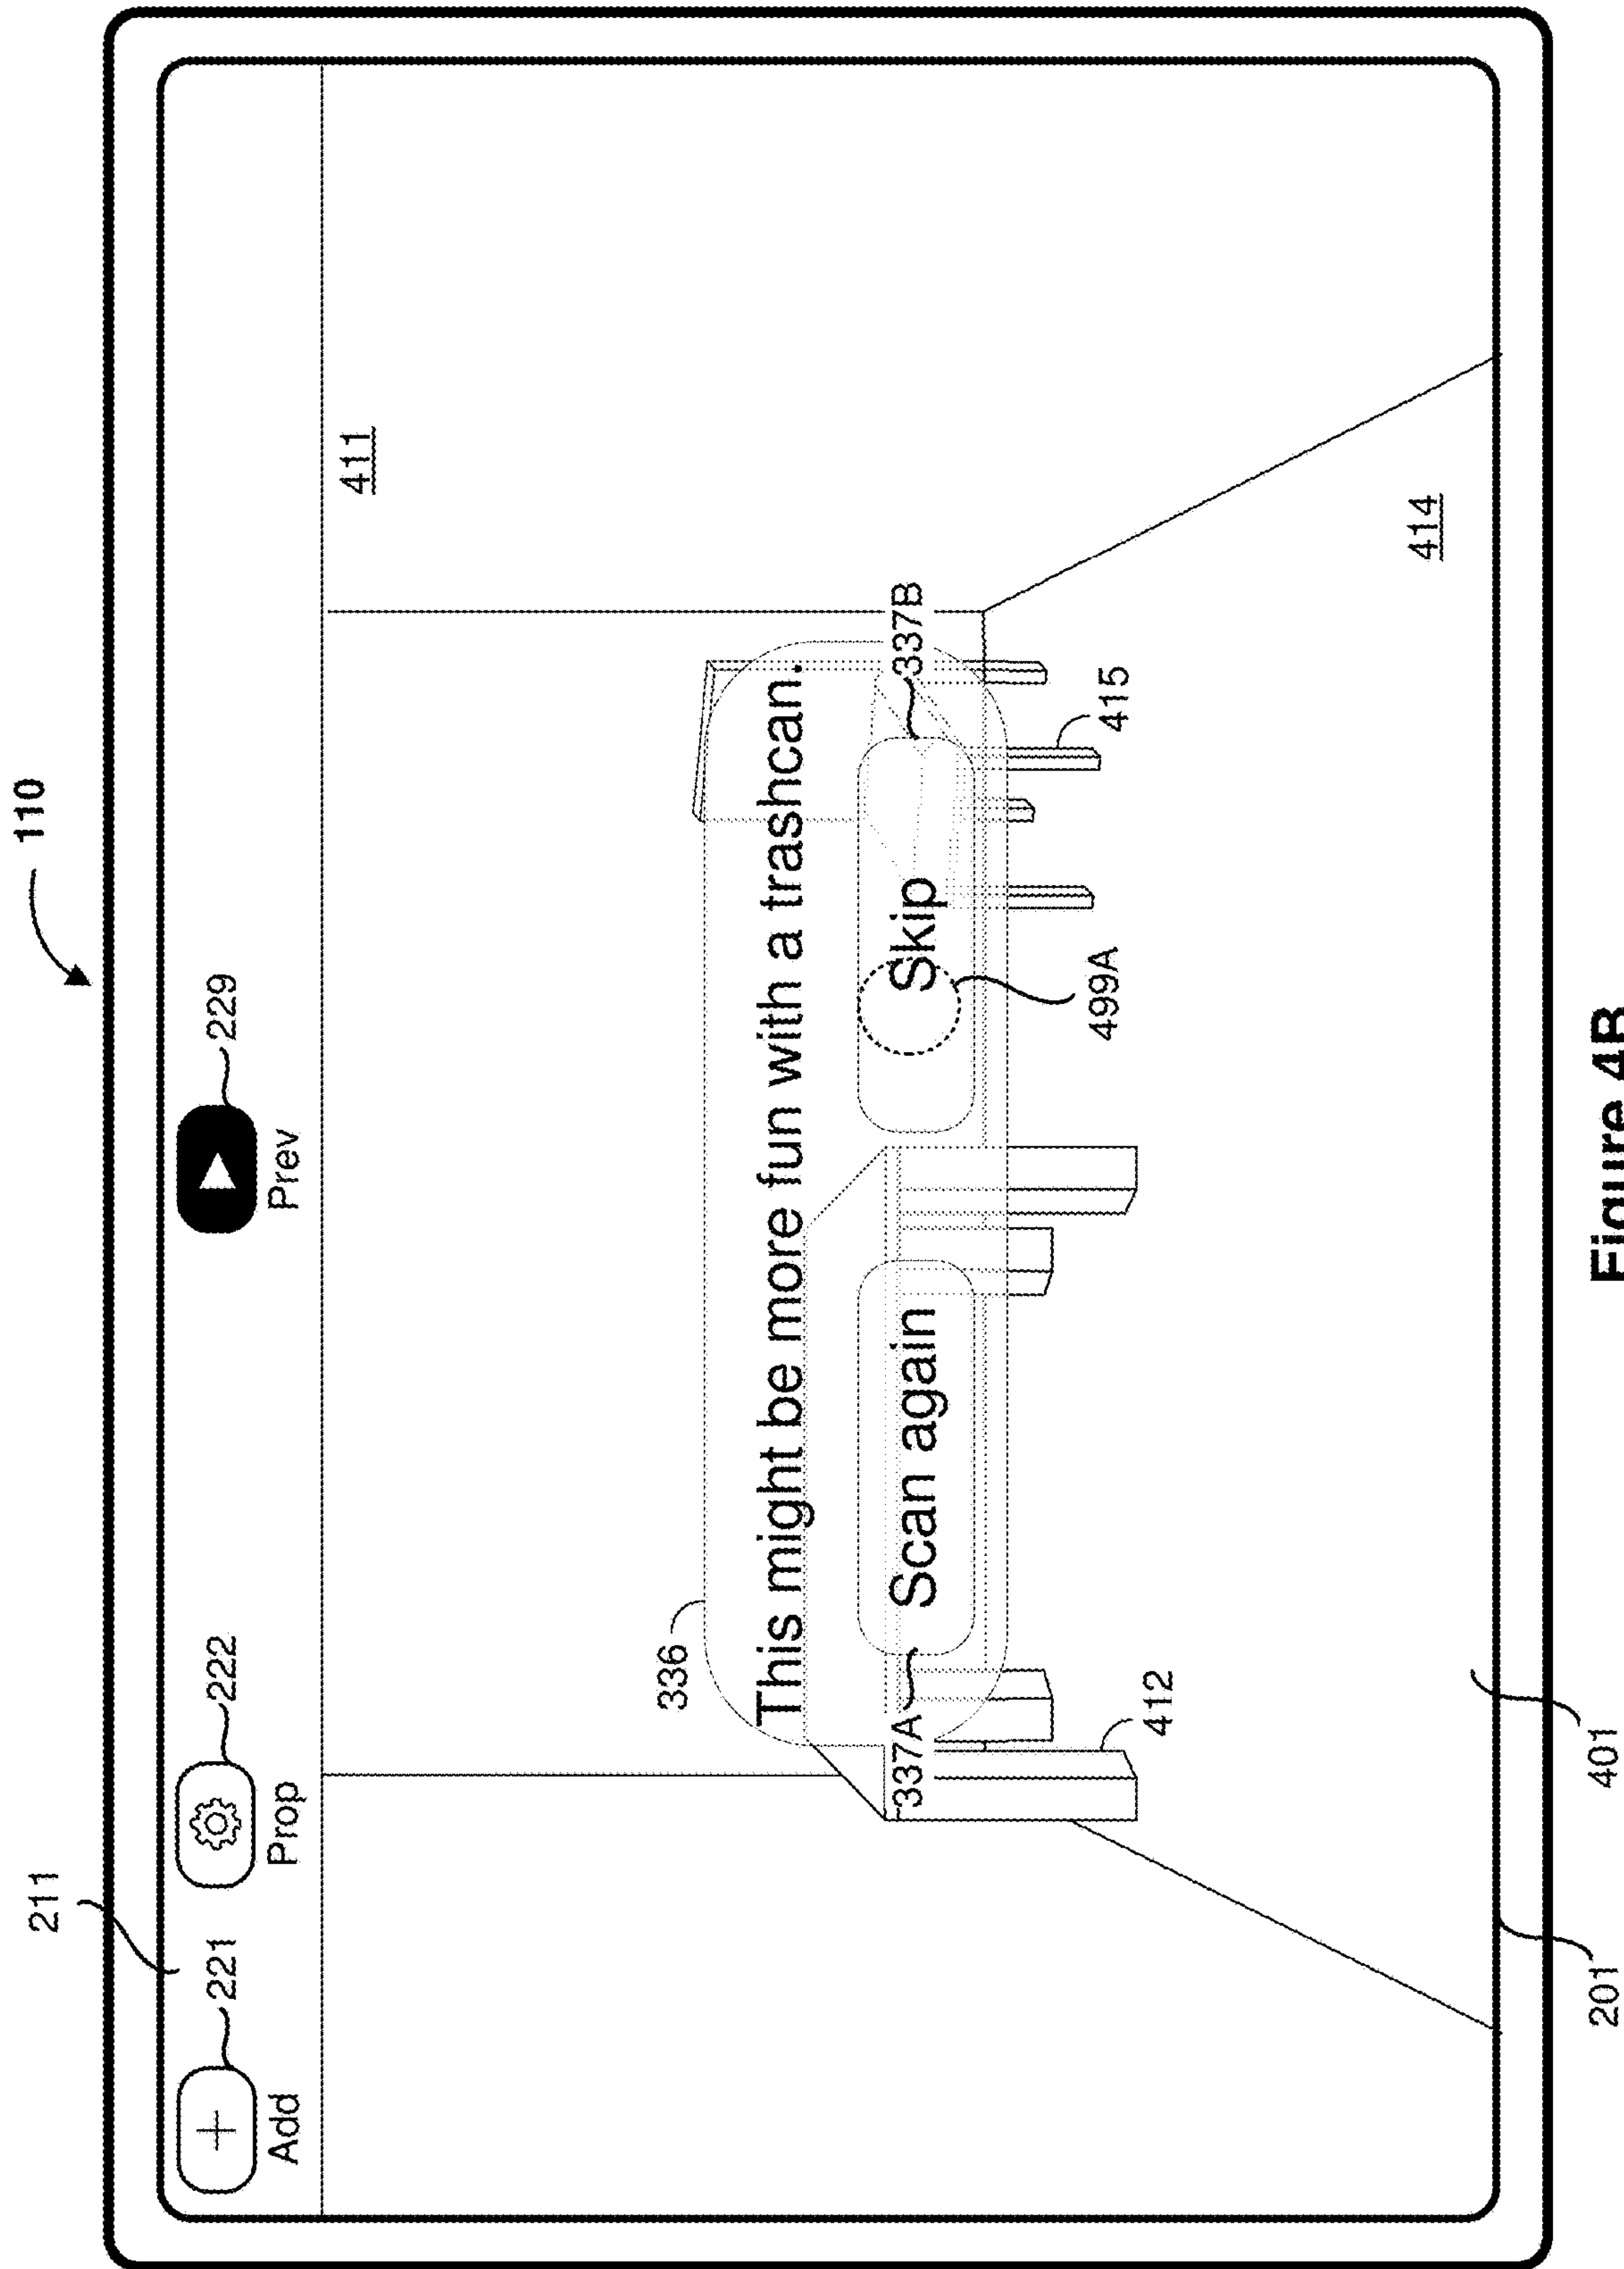 110
211
221
222
229
Add
Prop
Prev
411
336
This might be more fun with a trashcan.
337A
Scan again
Skip
337B
499A
415
412
414
401
201
Figure 4B